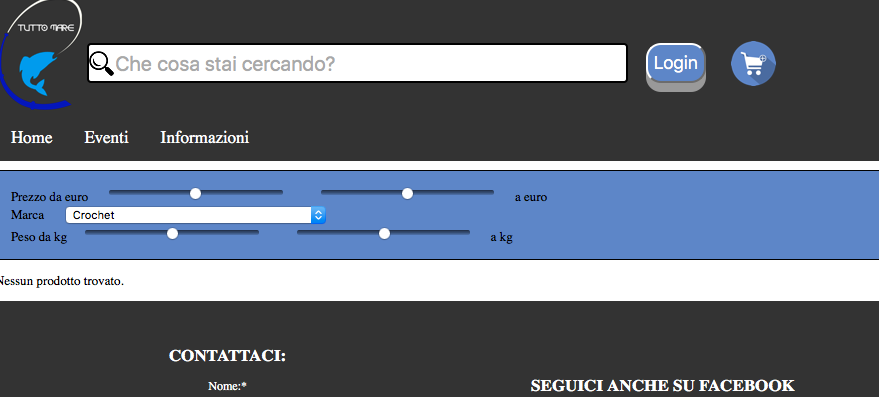 TUTTO MARE
Che cosa stai cercando?
Login
Home Eventi Informazioni
Prezzo da euro a euro
Marca Crochet
Peso da kg a kg
Nessun prodotto trovato.
CONTATTACI:
Nome:*
SEGUICI ANCHE SU FACEBOOK